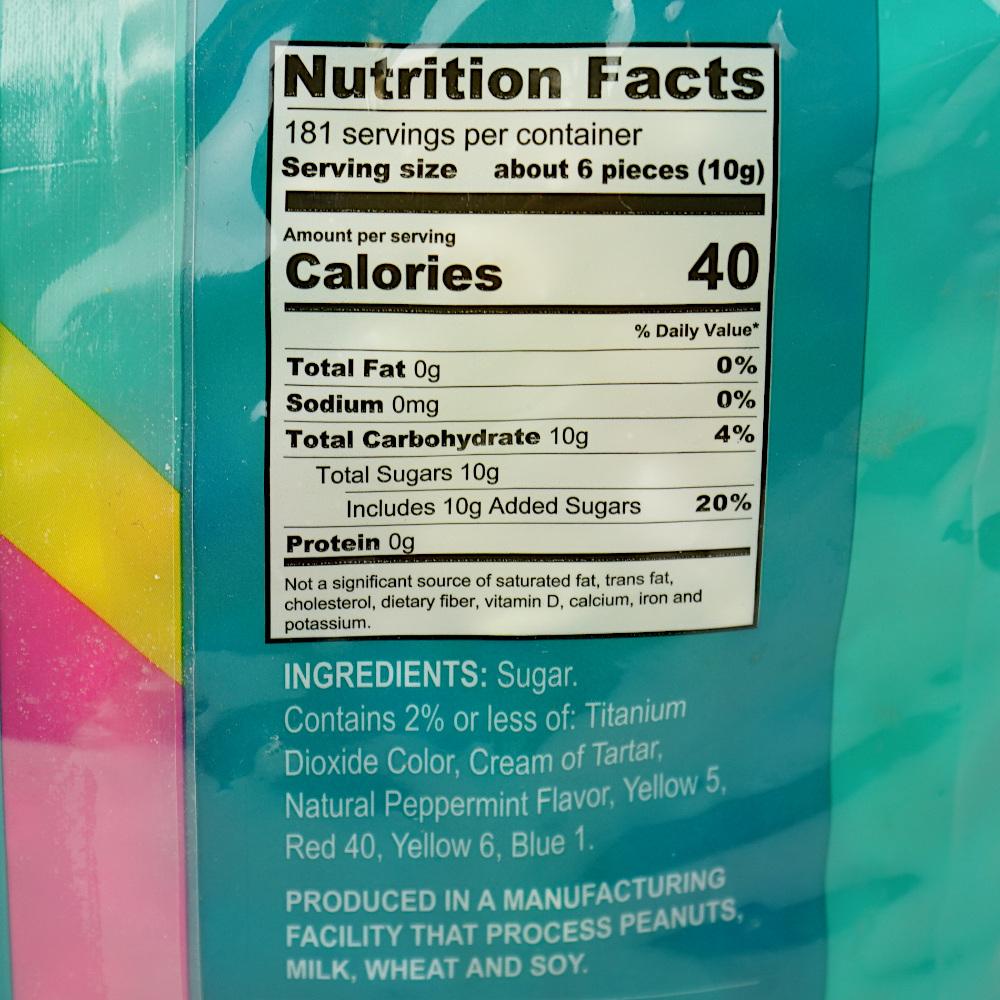 Nutrition Facts
181 servings per container
Serving size about 6 pieces (10g)
Amount per serving
Calories 40
% Daily Value*
Total Fat 0g 0%
Sodium 0mg 0%
Total Carbohydrate 10g 4%
Total Sugars 10g
Includes 10g Added Sugars 20%
Protein 0g
Not a significant source of saturated fat, trans fat,
cholesterol, dietary fiber, vitamin D, calcium, iron and
potassium.
INGREDIENTS: Sugar.
Contains 2% or less of: Titanium
Dioxide Color, Cream of Tartar,
Natural Peppermint Flavor, Yellow 5,
Red 40, Yellow 6, Blue 1.
PRODUCED IN A MANUFACTURING
FACILITY THAT PROCESS PEANUTS,
MILK, WHEAT AND SOY.